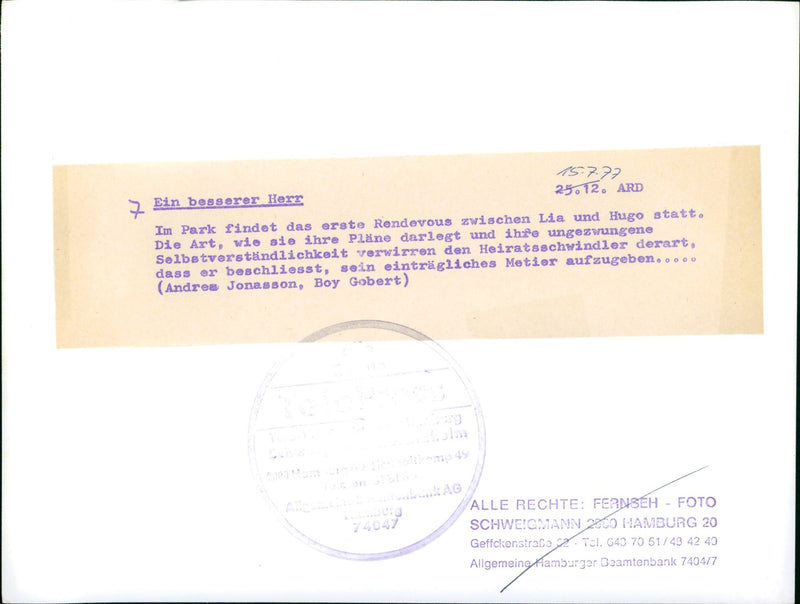 15.7.77
7 Ein besserer Herr 25.12. ARD
Im Park findet das erste Rendevous zwischen Lia und Hugo statt.
Die Art, wie sie ihre Pläne darlegt und ihre ungezwungene
Selbstverständlichkeit verwirren den Heiratsschwindler derart,
dass er beschliesst, sein einträgliches Metier aufzugeben.....
(Andrea Jonasson, Boy Gobert)
AG
Hamburg
74047
ALLE RECHTE: FERNSEH - FOTO
SCHWEIGMANN 2000 HAMBURG 20
Geffckenstraße - Tel. 040 70 51 / 48 42 40
Allgemeine Hamburger Beamtenbank 7404/7